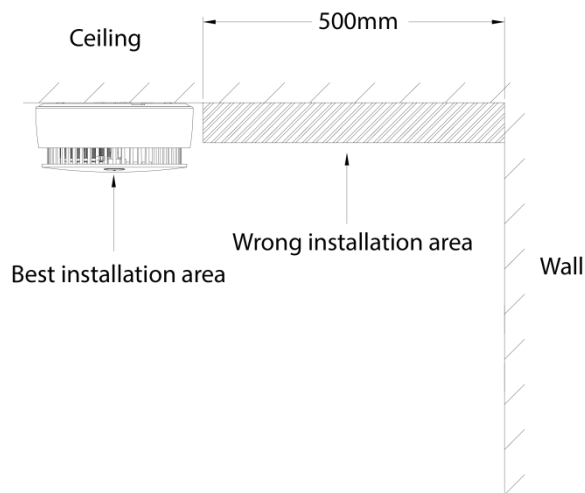 500mm
Ceiling
Wrong installation area
Wall
Best installation area